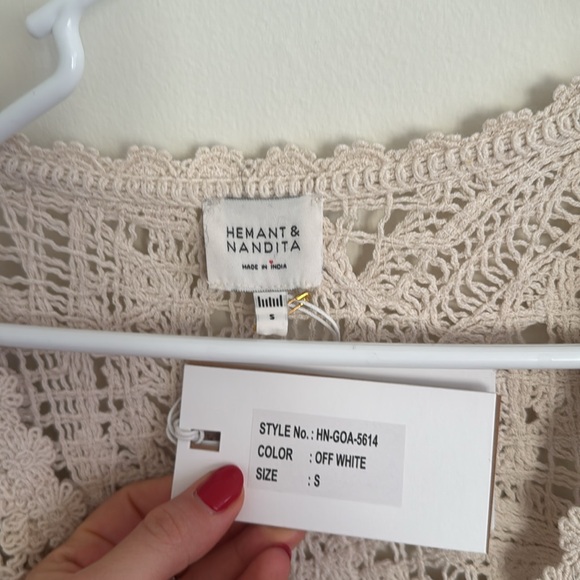 HEMANT &
NANDITA
MADE IN INDIA
S
STYLE No. : HN-GOA-5614
COLOR : OFF WHITE
SIZE : S